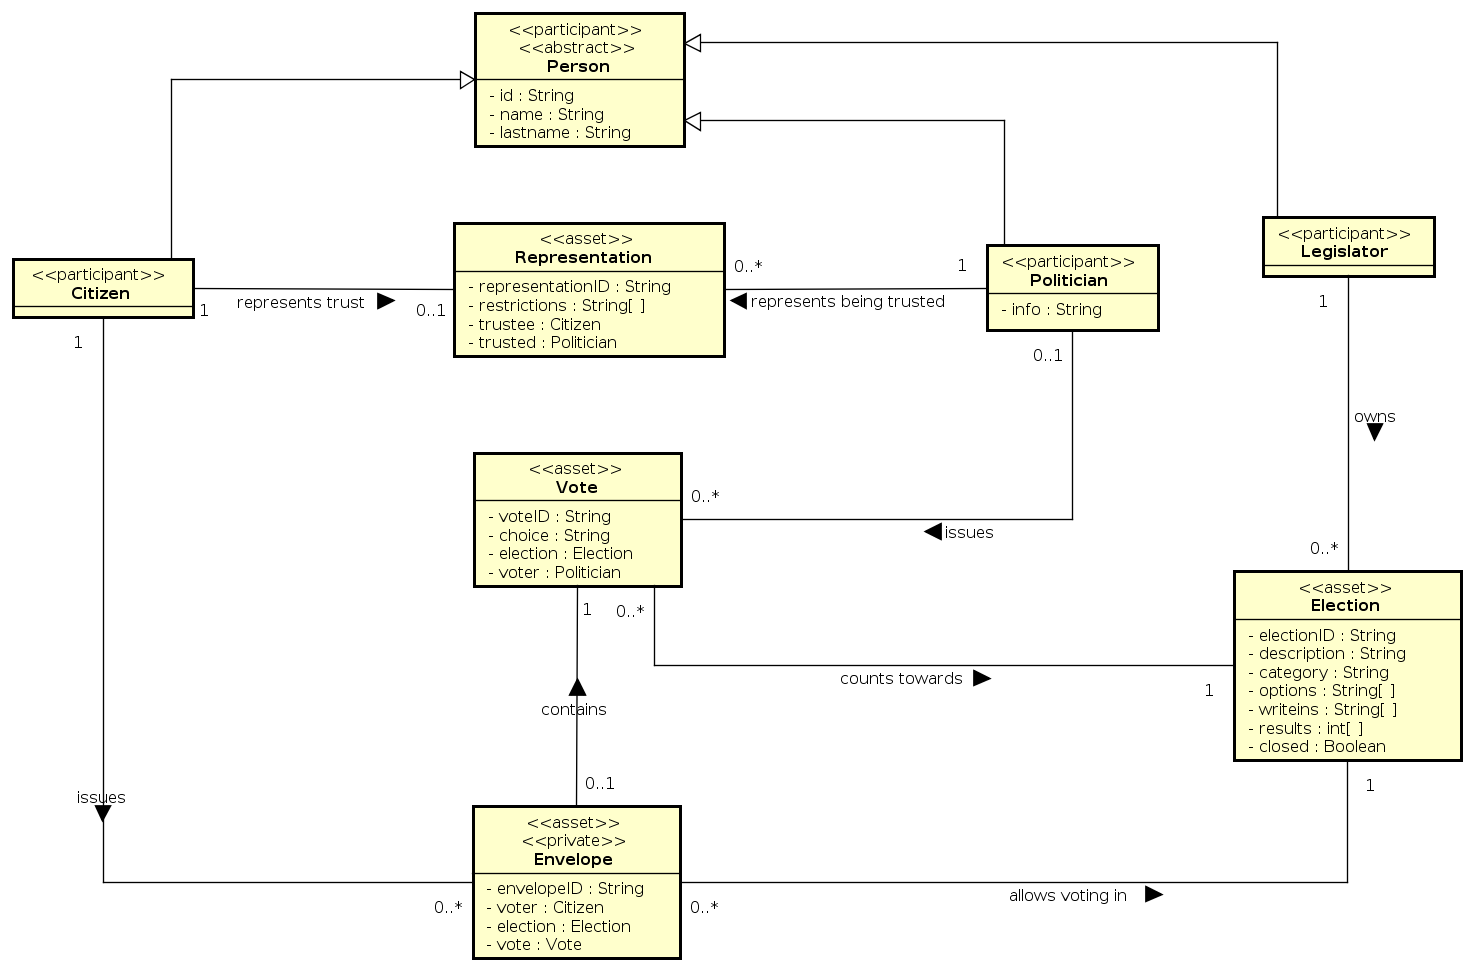 <<participant>>
<<abstract>>
Person
- id : String
- name : String
- lastname : String
<<participant>>
Citizen
<<asset>>
Representation
- representationID : String
- restrictions : String[ ]
- trustee : Citizen
- trusted : Politician
<<participant>>
Politician
- info : String
<<participant>>
Legislator
1
represents trust
0..1
0..*
1
represents being trusted
1
1
0..1
owns
0..*
<<asset>>
Vote
- voteID : String
- choice : String
- election : Election
- voter : Politician
0..*
issues
1
0..*
counts towards
1
<<asset>>
Election
- electionID : String
- description : String
- category : String
- options : String[ ]
- writeins : String[ ]
- results : int[ ]
- closed : Boolean
contains
0..1
1
issues
<<asset>>
<<private>>
Envelope
- envelopeID : String
- voter : Citizen
- election : Election
- vote : Vote
0..*
0..*
allows voting in